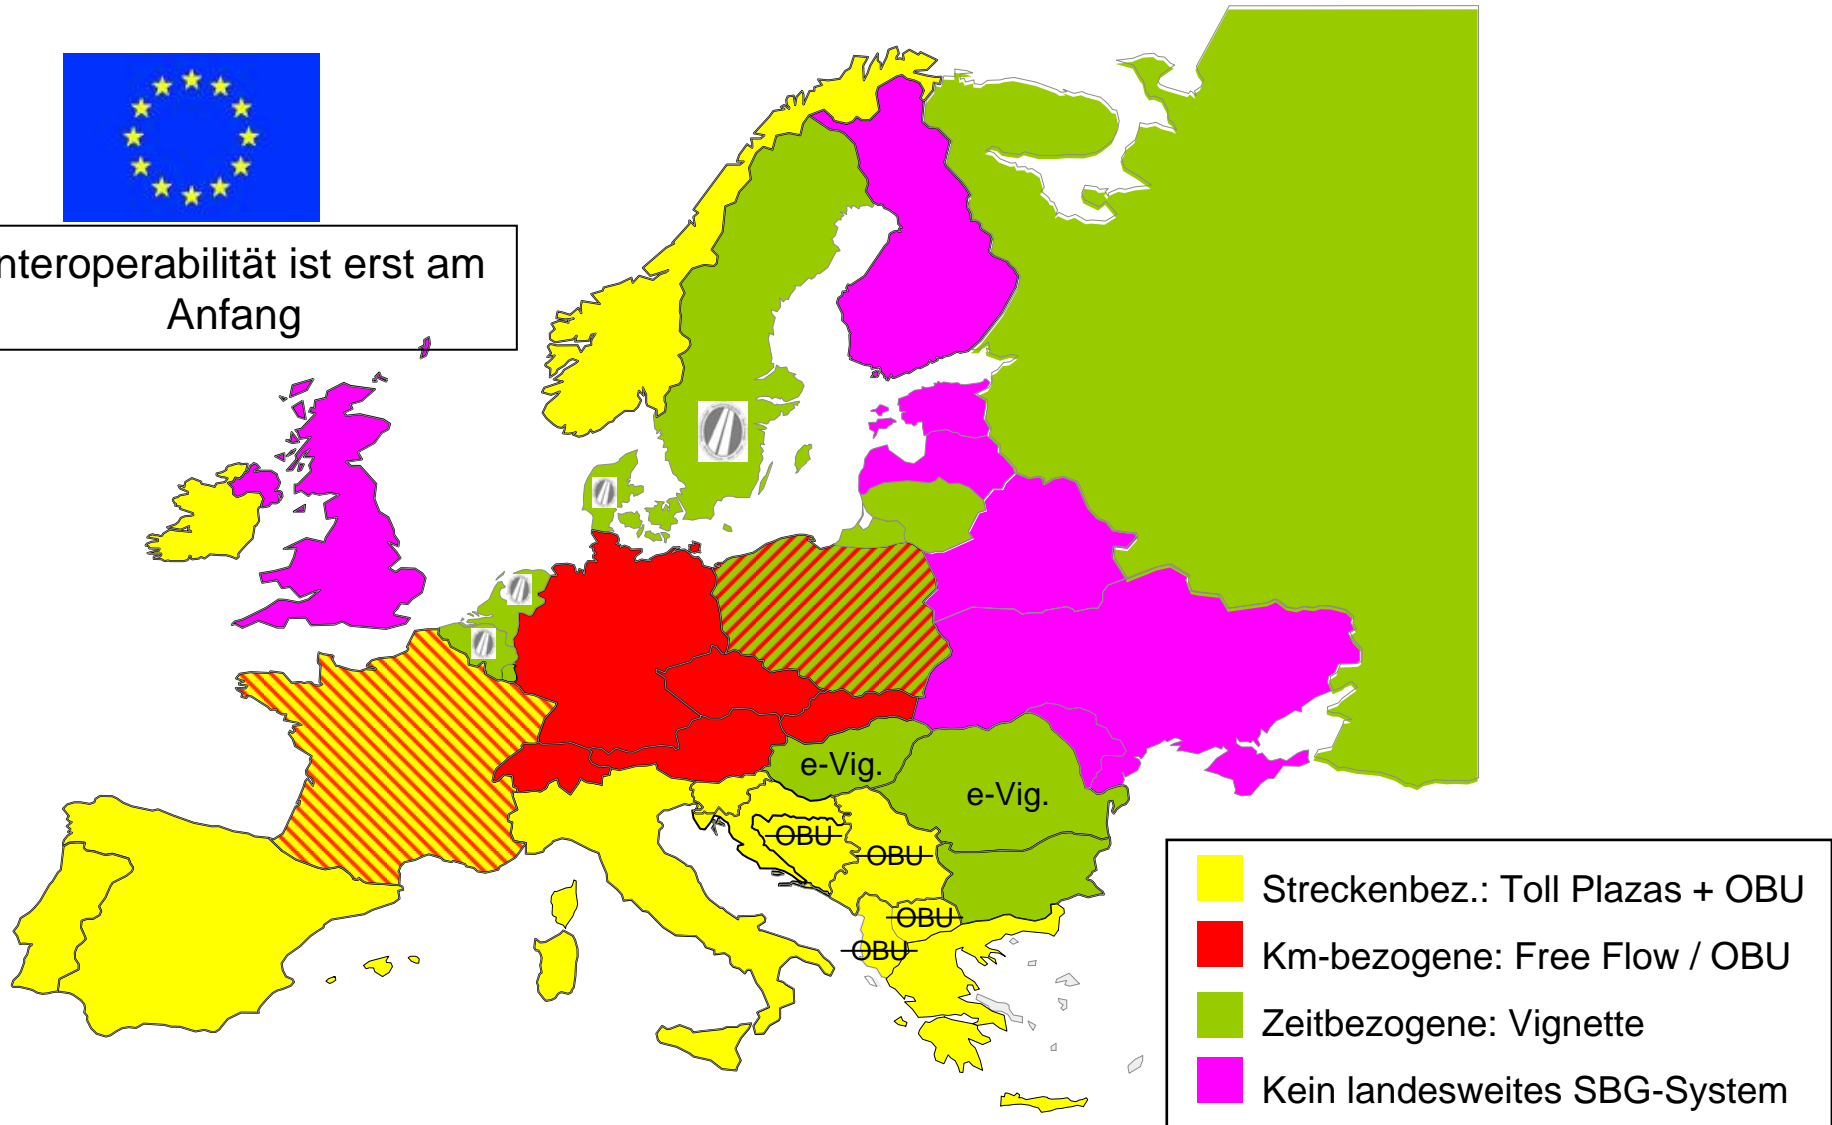 nteroperabilität ist erst am
Anfang
e-Vig.
e-Vig.
OBU
OBU
OBU
OBU
Streckenbez.: Toll Plazas + OBU
Km-bezogene: Free Flow / OBU
Zeitbezogene: Vignette
Kein landesweites SBG-System